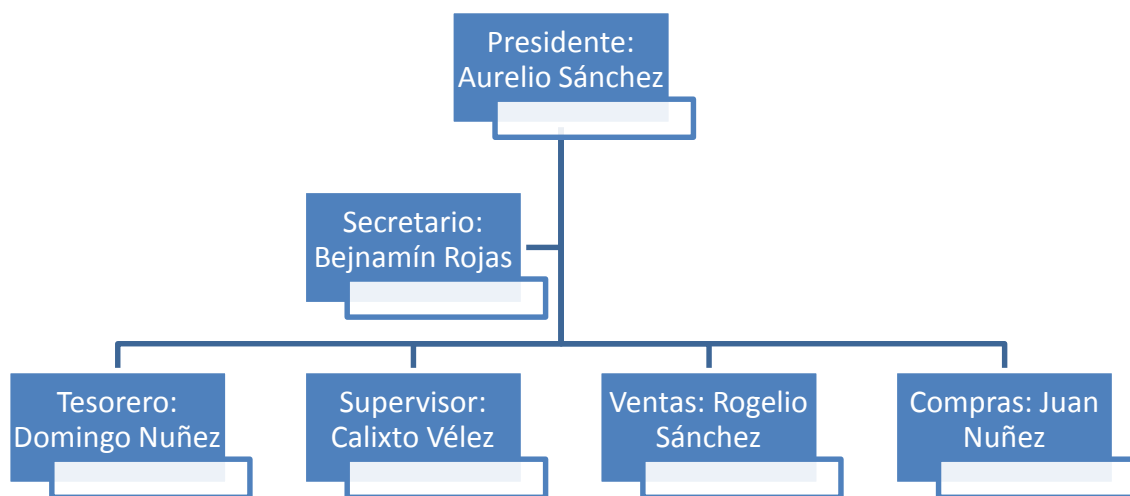 Presidente:
Aurelio Sánchez
Secretario:
Bejnamín Rojas
Tesorero:
Domingo Nuñez
Supervisor:
Calixto Vélez
Ventas: Rogelio
Sánchez
Compras: Juan
Nuñez